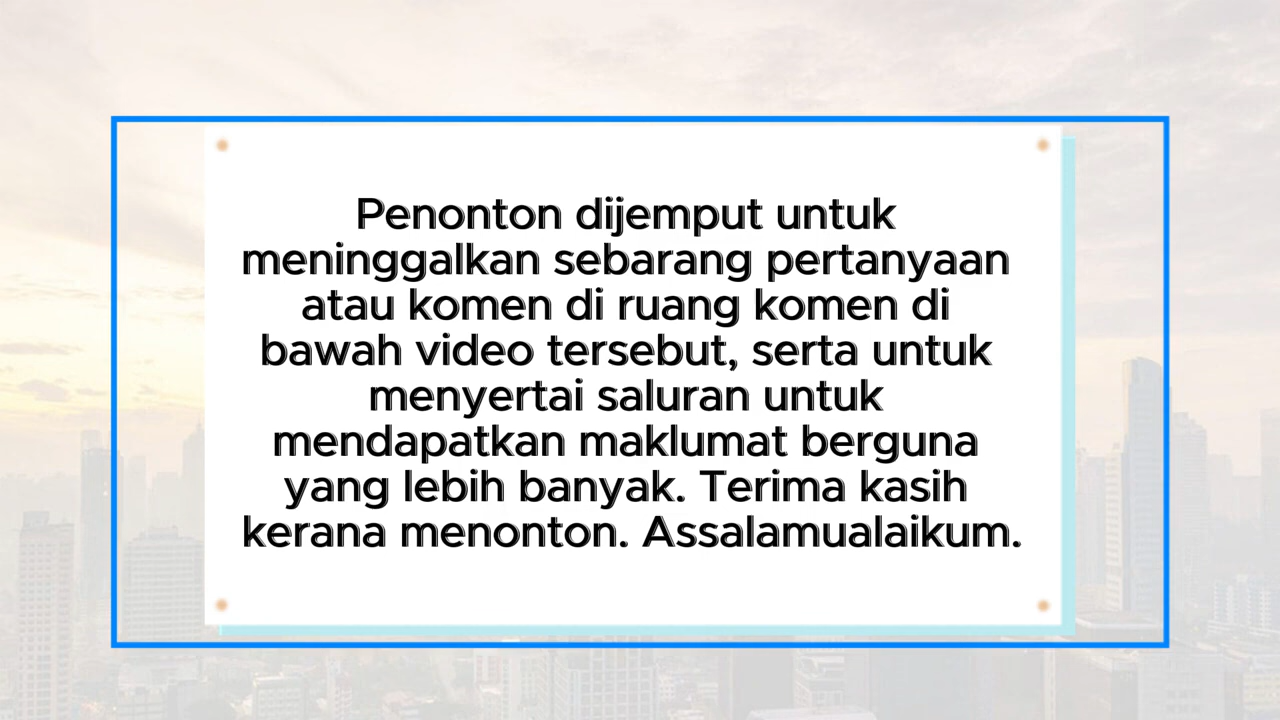 Penonton dijemput untuk
meninggalkan sebarang pertanyaan
atau komen di ruang komen di
bawah video tersebut, serta untuk
menyertai saluran untuk
mendapatkan maklumat berguna
yang lebih banyak. Terima kasih
kerana menonton. Assalamualaikum.